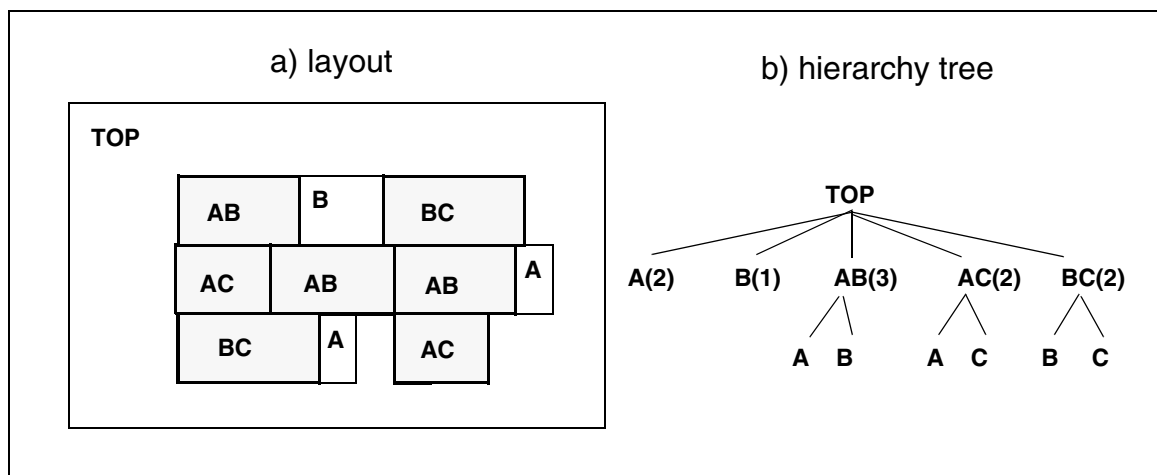 a) layout
TOP
AB B BC
AC AB AB A
BC A AC
b) hierarchy tree
TOP
A(2) B(1) AB(3) AC(2) BC(2)
A B A C B C